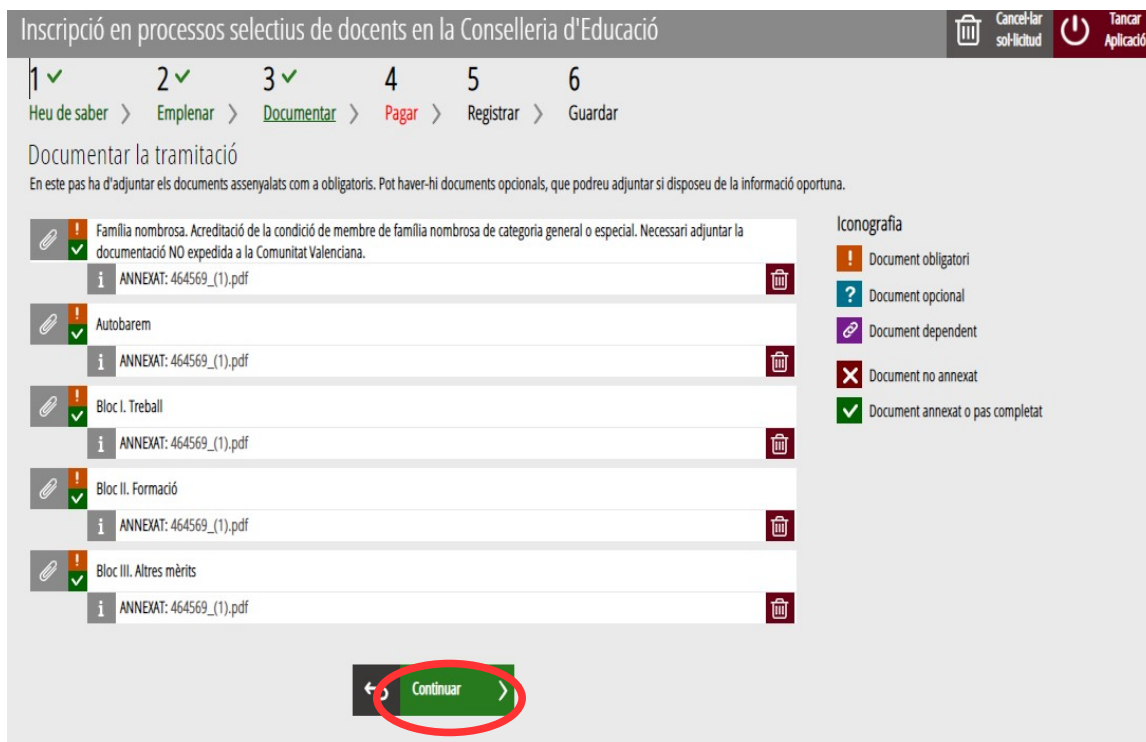 Inscripció en processos selectius de docents en la Conselleria d'Educació
Cancel·lar
sol·licitud
Tancar
Aplicació
1 2 3 4 5 6
Heu de saber Emplenar Documentar Pagar Registrar Guardar
Documentar la tramitació
En este pas ha d'adjuntar els documents assenyalats com a obligatoris. Pot haver-hi documents opcionals, que podreu adjuntar si disposeu de la informació oportuna.
Família nombrosa. Acreditació de la condició de membre de família nombrosa de categoria general o especial. Necessari adjuntar la
documentació NO expedida a la Comunitat Valenciana.
ANNEXAT: 464569_(1).pdf
Autobarem
ANNEXAT: 464569_(1).pdf
Bloc I. Treball
ANNEXAT: 464569_(1).pdf
Bloc II. Formació
ANNEXAT: 464569_(1).pdf
Bloc III. Altres mèrits
ANNEXAT: 464569_(1).pdf
Iconografia
Document obligatori
Document opcional
Document dependent
Document no annexat
Document annexat o pas completat
Continuar